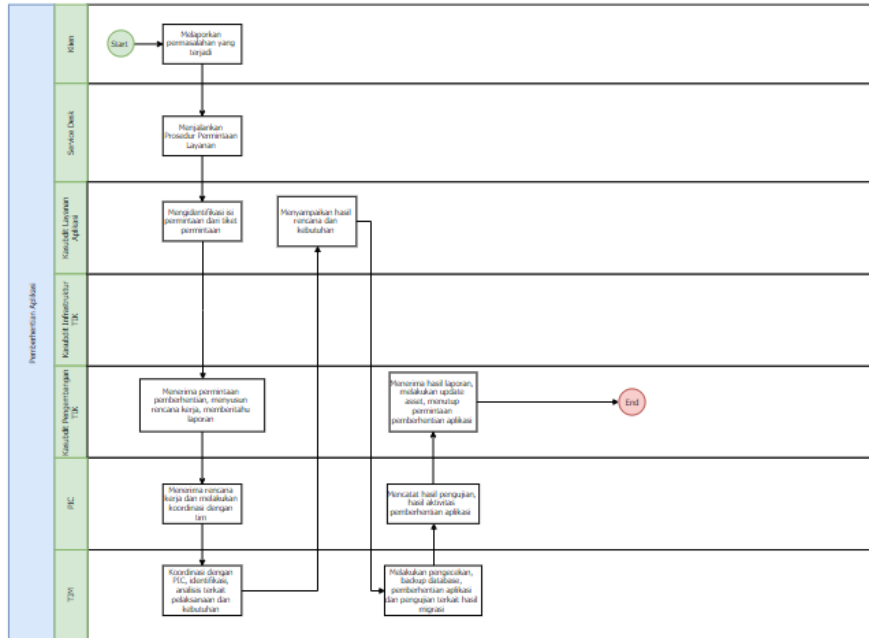 Pemberhentian Aplikasi
Klien
Start
Melaporkan
permasalahan yang
terjadi
Service Desk
Menjalankan
Prosedur Permintaan
Layanan
Kasubdit Layanan
Aplikasi
Mengidentifikasi isi
permintaan dari tiket
permintaan
Menyampaikan hasil
rencana dan
kebutuhan
Kasubdit Infrastruktur
TIK
Kasubdit Pengembangan
TIK
Menerima permintaan
pemberhentian, menyusun
rencana kerja, memberitahu
laporan
Menerima hasil laporan,
melakukan update
asset, menutup
permintaan
pemberhentian aplikasi
End
PIC
Menerima rencana
kerja dan melakukan
koordinasi dengan
tim
Mencatat hasil pengujian,
hasil aktivitas
pemberhentian aplikasi
TIM
Koordinasi dengan
PIC, identifikasi,
analisis terkait
pelaksanaan dan
kebutuhan
Melakukan pengecekan,
backup database,
pemberhentian aplikasi
dan pengujian terkait hasil
migrasi